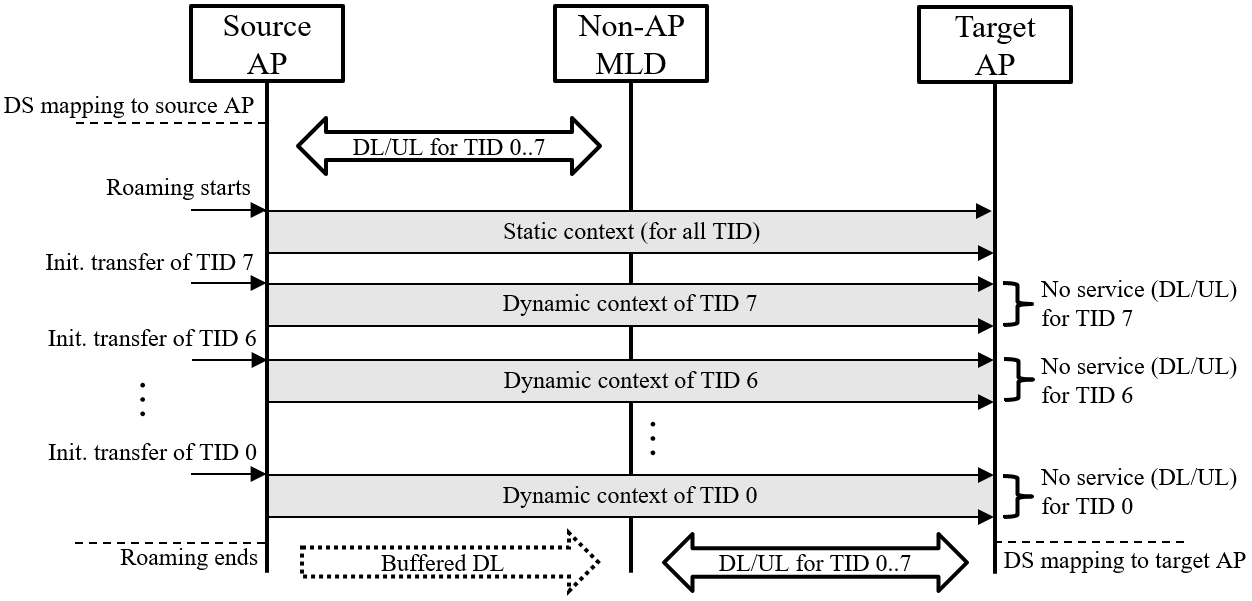 Source
AP
Non-AP
MLD
Target
AP
DS mapping to source AP
DL/UL for TID 0..7
Roaming starts
Static context (for all TID)
Init. transfer of TID 7
Dynamic context of TID 7
No service (DL/UL)
for TID 7
Init. transfer of TID 6
Dynamic context of TID 6
No service (DL/UL)
for TID 6
Init. transfer of TID 0
Dynamic context of TID 0
No service (DL/UL)
for TID 0
Roaming ends
Buffered DL
DL/UL for TID 0..7
DS mapping to target AP